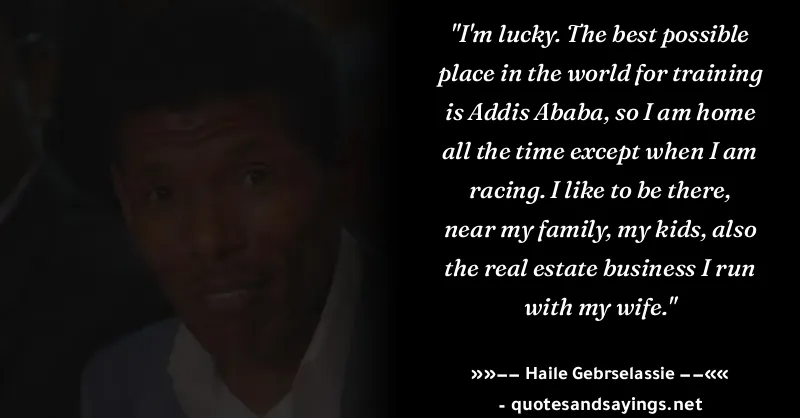 "I'm lucky. The best possible
place in the world for training
is Addis Ababa, so I am home
all the time except when I am
racing. I like to be there,
near my family, my kids, also
the real estate business I run
with my wife."
»»−− Haile Gebrselassie −−««
- quotesandsayings.net